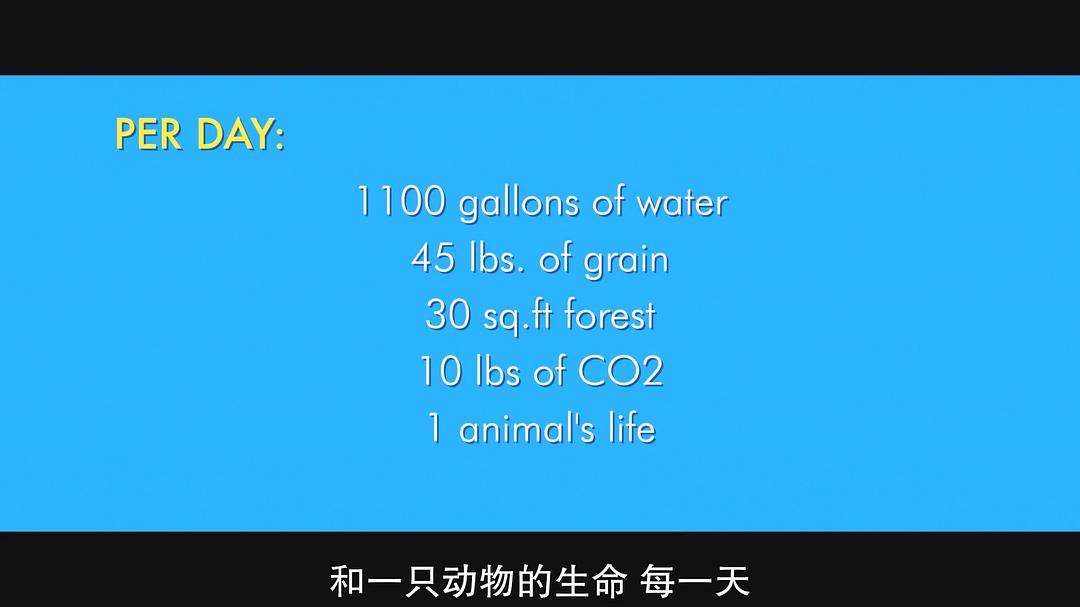 PER DAY:
1100 gallons of water
45 lbs. of grain
30 sq.ft forest
10 lbs of CO2
1 animal's life
和一只动物的生命 每一天